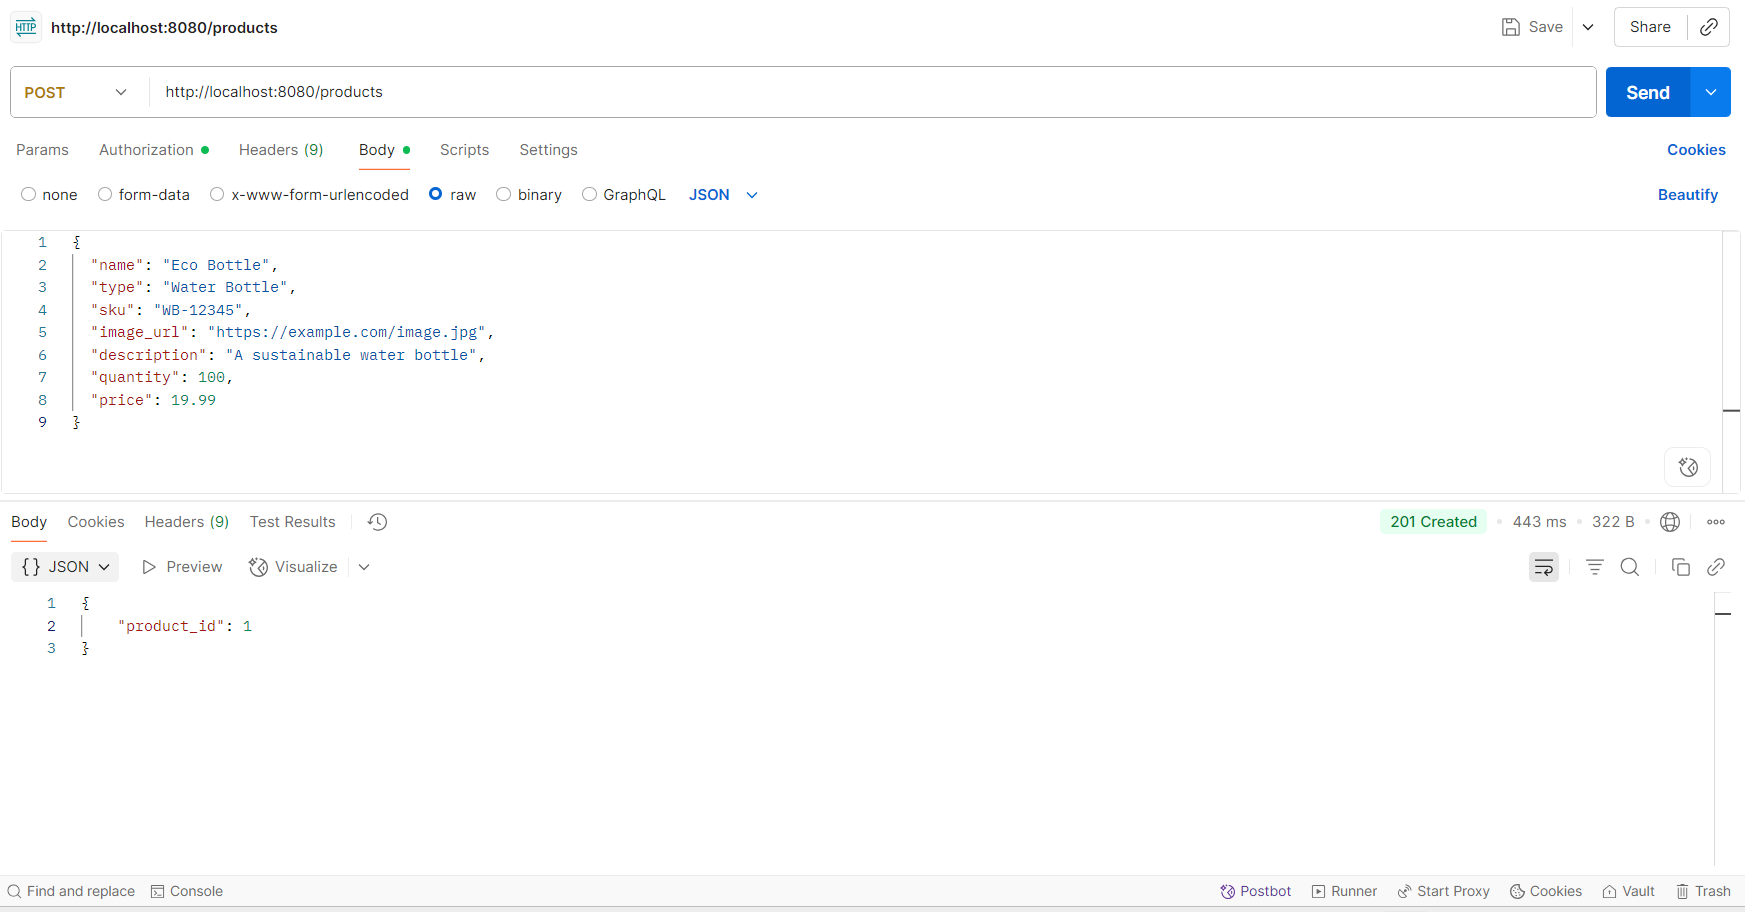 HTTP http://localhost:8080/products Save Share
POST http://localhost:8080/products Send
Params Authorization Headers (9) Body Scripts Settings Cookies
none form-data x-www-form-urlencoded raw binary GraphQL JSON Beautify
1 {
2 "name": "Eco Bottle",
3 "type": "Water Bottle",
4 "sku": "WB-12345",
5 "image_url": "https://example.com/image.jpg",
6 "description": "A sustainable water bottle",
7 "quantity": 100,
8 "price": 19.99
9 }
Body Cookies Headers (9) Test Results 201 Created 443 ms 322 B
{} JSON Preview Visualize
1 {
2 "product_id": 1
3 }
Find and replace Console Postbot Runner Start Proxy Cookies Vault Trash